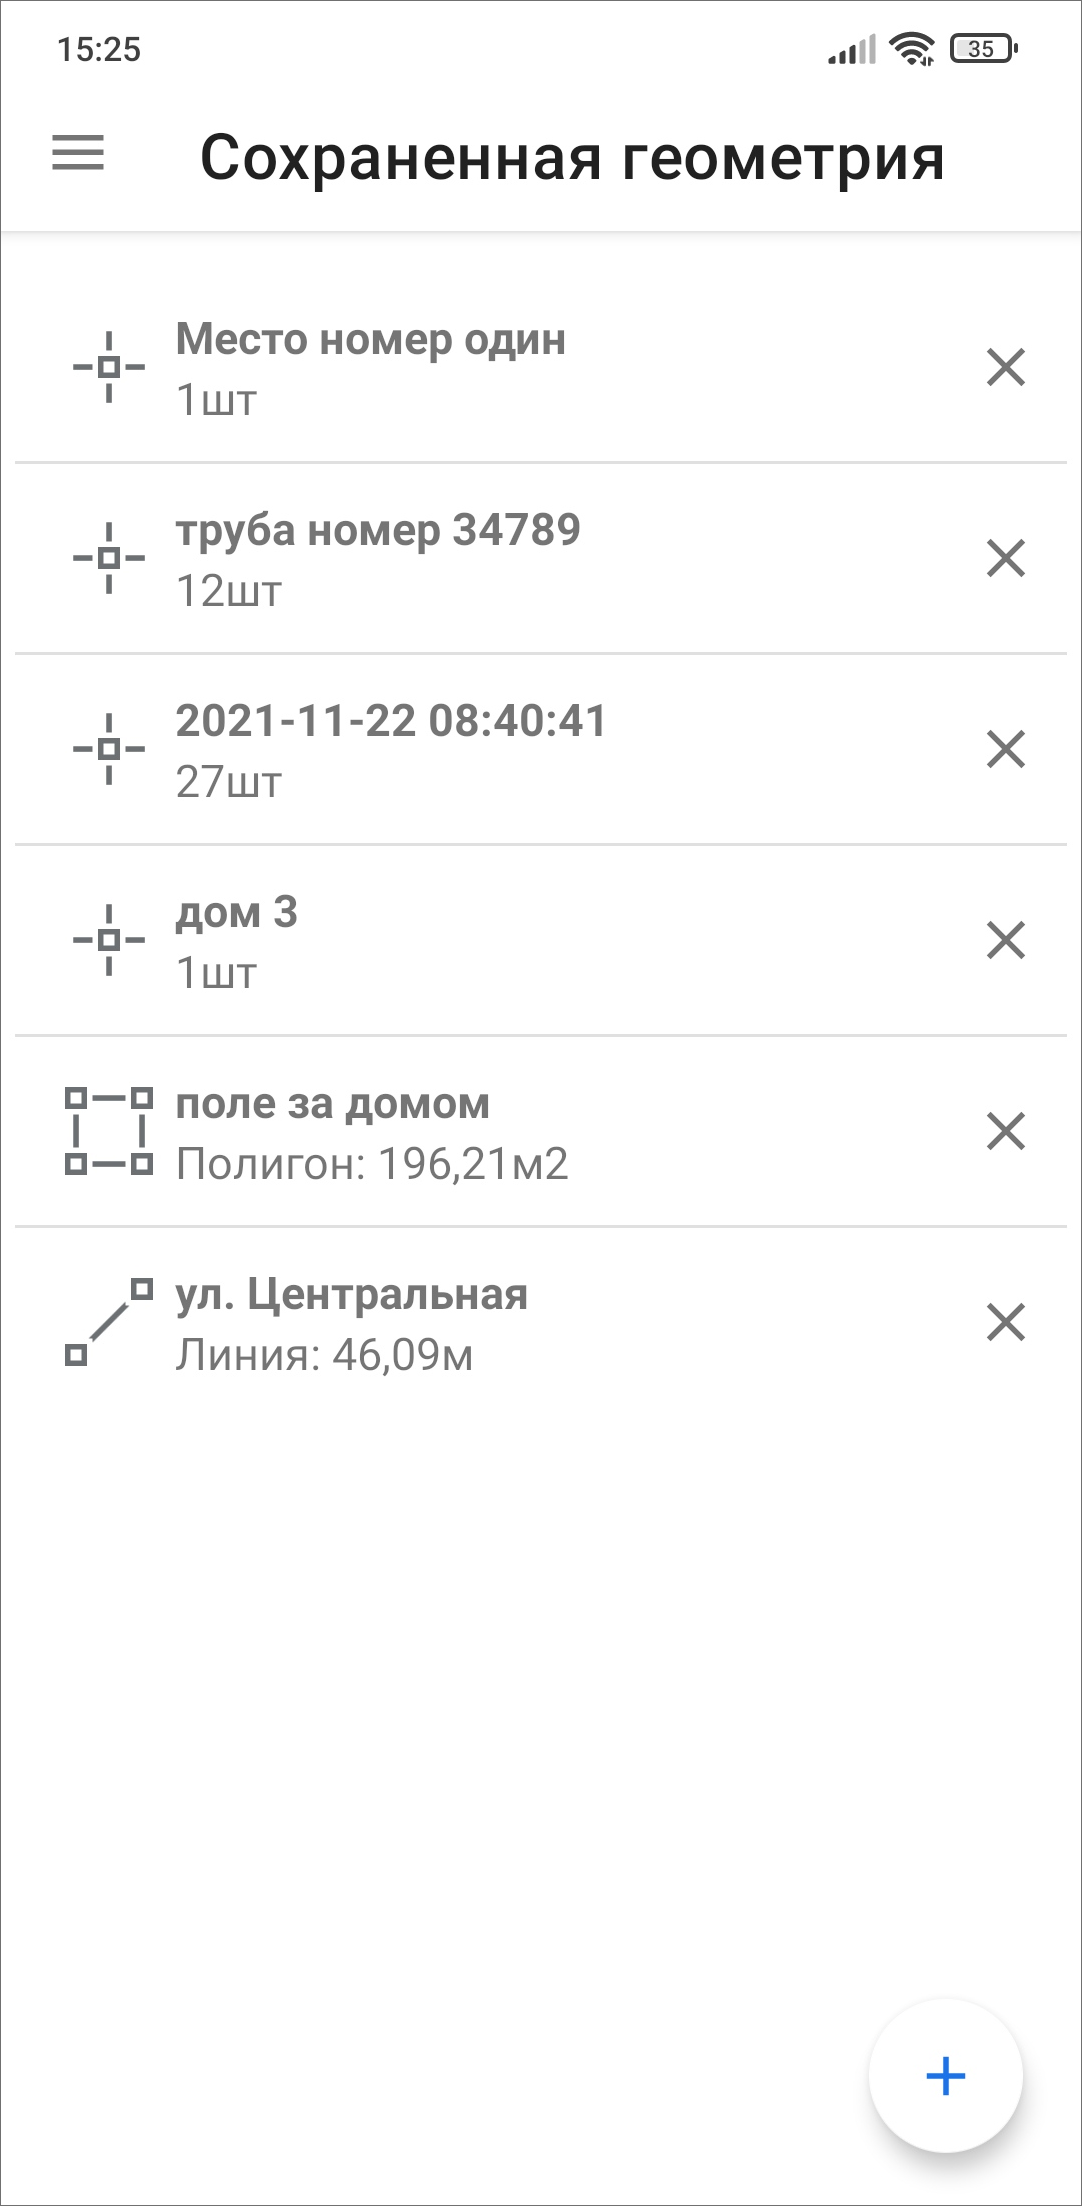 15:25
35
Сохраненная геометрия
Место номер один
1шт
труба номер 34789
12шт
2021-11-22 08:40:41
27шт
дом 3
1шт
поле за домом
Полигон: 196,21м2
ул. Центральная
Линия: 46,09м